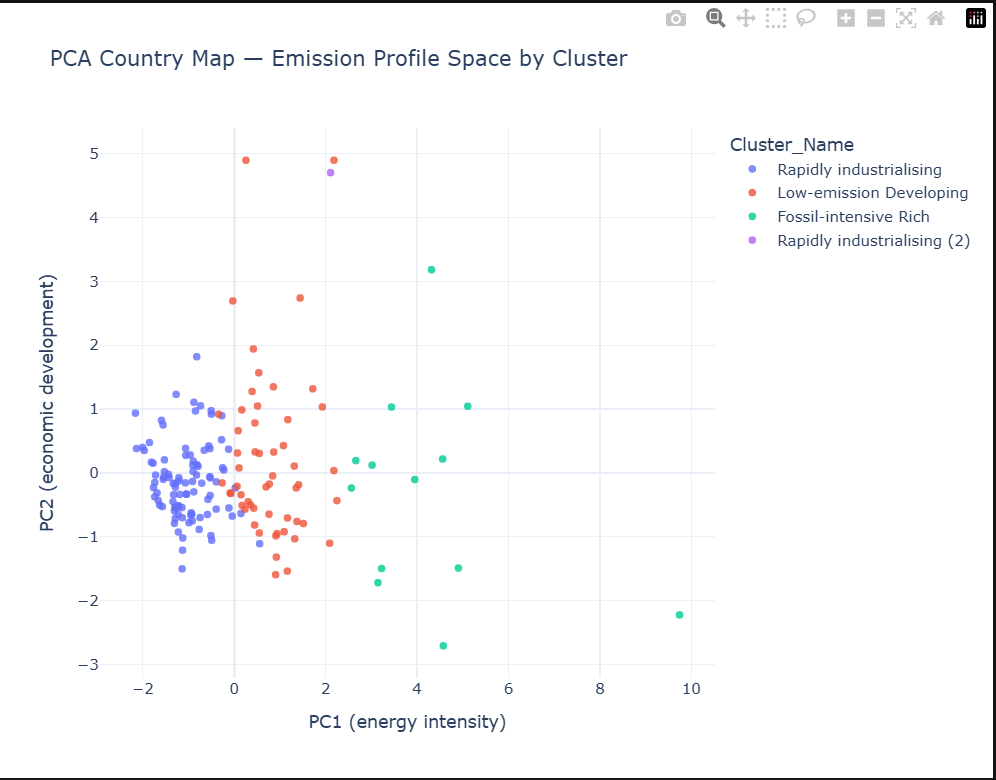 PCA Country Map — Emission Profile Space by Cluster
Cluster_Name
Rapidly industrialising
Low-emission Developing
Fossil-intensive Rich
Rapidly industrialising (2)
PC2 (economic development)
5
4
3
2
1
0
−1
−2
−3
−2
0
2
4
6
8
10
PC1 (energy intensity)